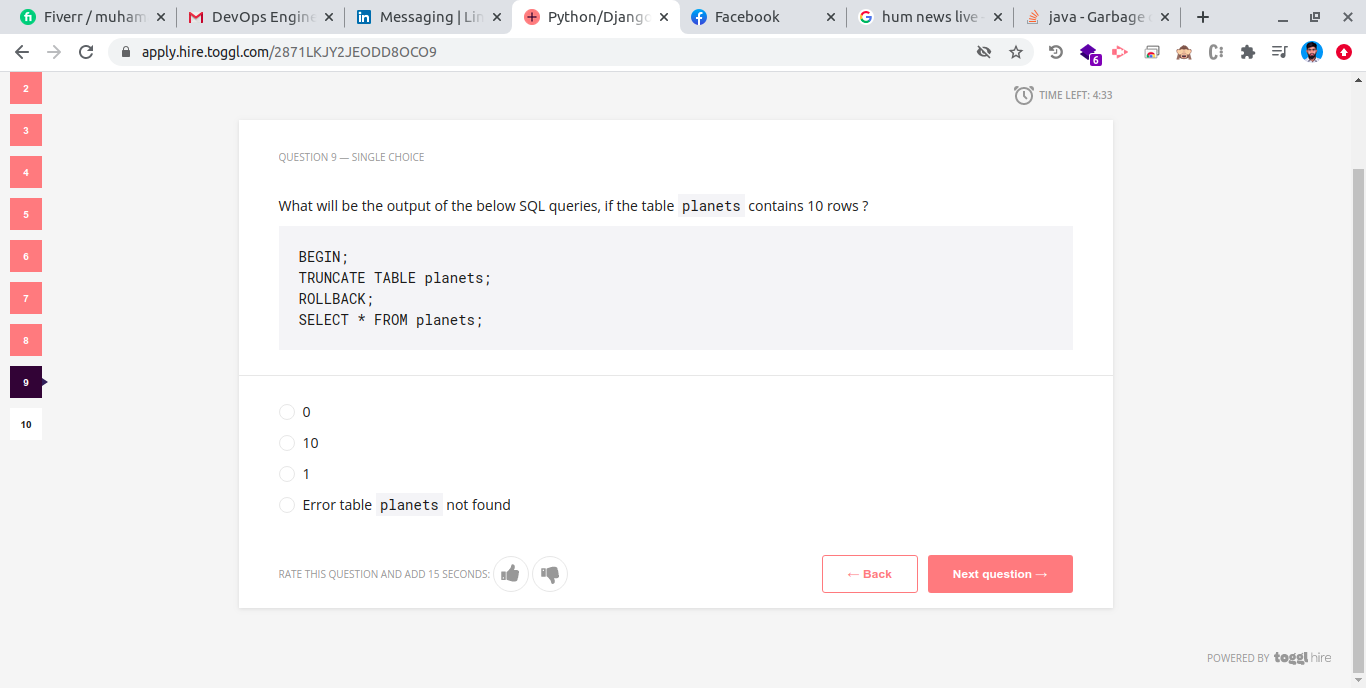 Fiverr / muham
DevOps Engine
Messaging | Lin
Python/Django
Facebook
hum news live -
java - Garbage c
apply.hire.toggl.com/2871LKJY2JEODD8OCO9
6
2
3
4
5
6
7
8
9
10
TIME LEFT: 4:33
QUESTION 9 — SINGLE CHOICE
What will be the output of the below SQL queries, if the table planets contains 10 rows ?
BEGIN;
TRUNCATE TABLE planets;
ROLLBACK;
SELECT * FROM planets;
0
10
1
Error table planets not found
RATE THIS QUESTION AND ADD 15 SECONDS:
← Back
Next question →
POWERED BY toggl hire